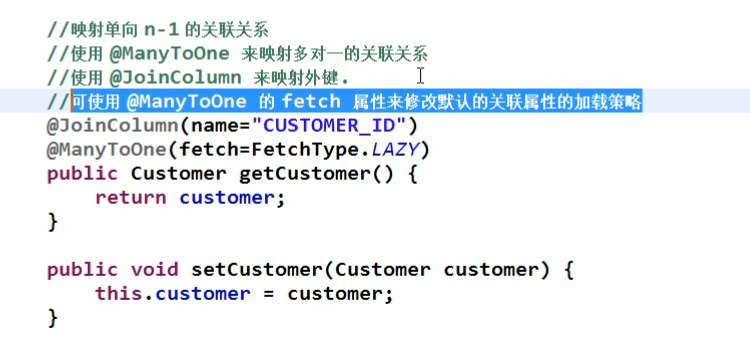 //映射单向 n-1 的关联关系
//使用 @ManyToOne 来映射多对一的关联关系
//使用 @JoinColumn 来映射外键.
//可使用 @ManyToOne 的 fetch 属性来修改默认的关联属性的加载策略
@JoinColumn(name="CUSTOMER_ID")
@ManyToOne(fetch=FetchType.LAZY)
public Customer getCustomer() {
return customer;
}
public void setCustomer(Customer customer) {
this.customer = customer;
}